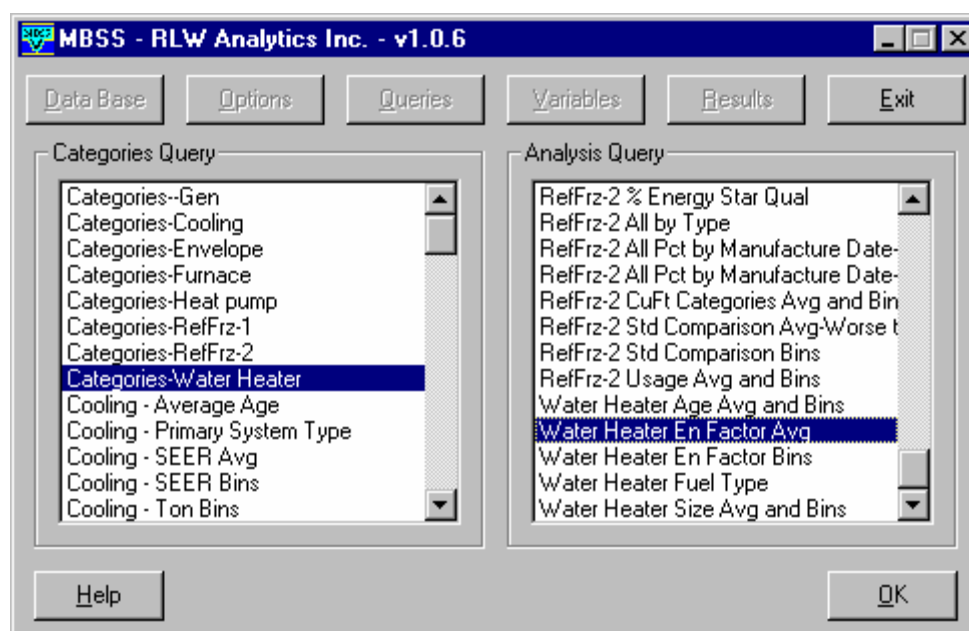 MBSS - RLW Analytics Inc. - v1.0.6
Data Base Options Queries Variables Results Exit
Categories Query
Categories--Gen
Categories-Cooling
Categories-Envelope
Categories-Furnace
Categories-Heat pump
Categories-RefFrz-1
Categories-RefFrz-2
Categories-Water Heater
Cooling - Average Age
Cooling - Primary System Type
Cooling - SEER Avg
Cooling - SEER Bins
Cooling - Ton Bins
Analysis Query
RefFrz-2 % Energy Star Qual
RefFrz-2 All by Type
RefFrz-2 All Pct by Manufacture Date-
RefFrz-2 All Pct by Manufacture Date-
RefFrz-2 CuFt Categories Avg and Bin
RefFrz-2 Std Comparison Avg-Worse t
RefFrz-2 Std Comparison Bins
RefFrz-2 Usage Avg and Bins
Water Heater Age Avg and Bins
Water Heater En Factor Avg
Water Heater En Factor Bins
Water Heater Fuel Type
Water Heater Size Avg and Bins
Help OK